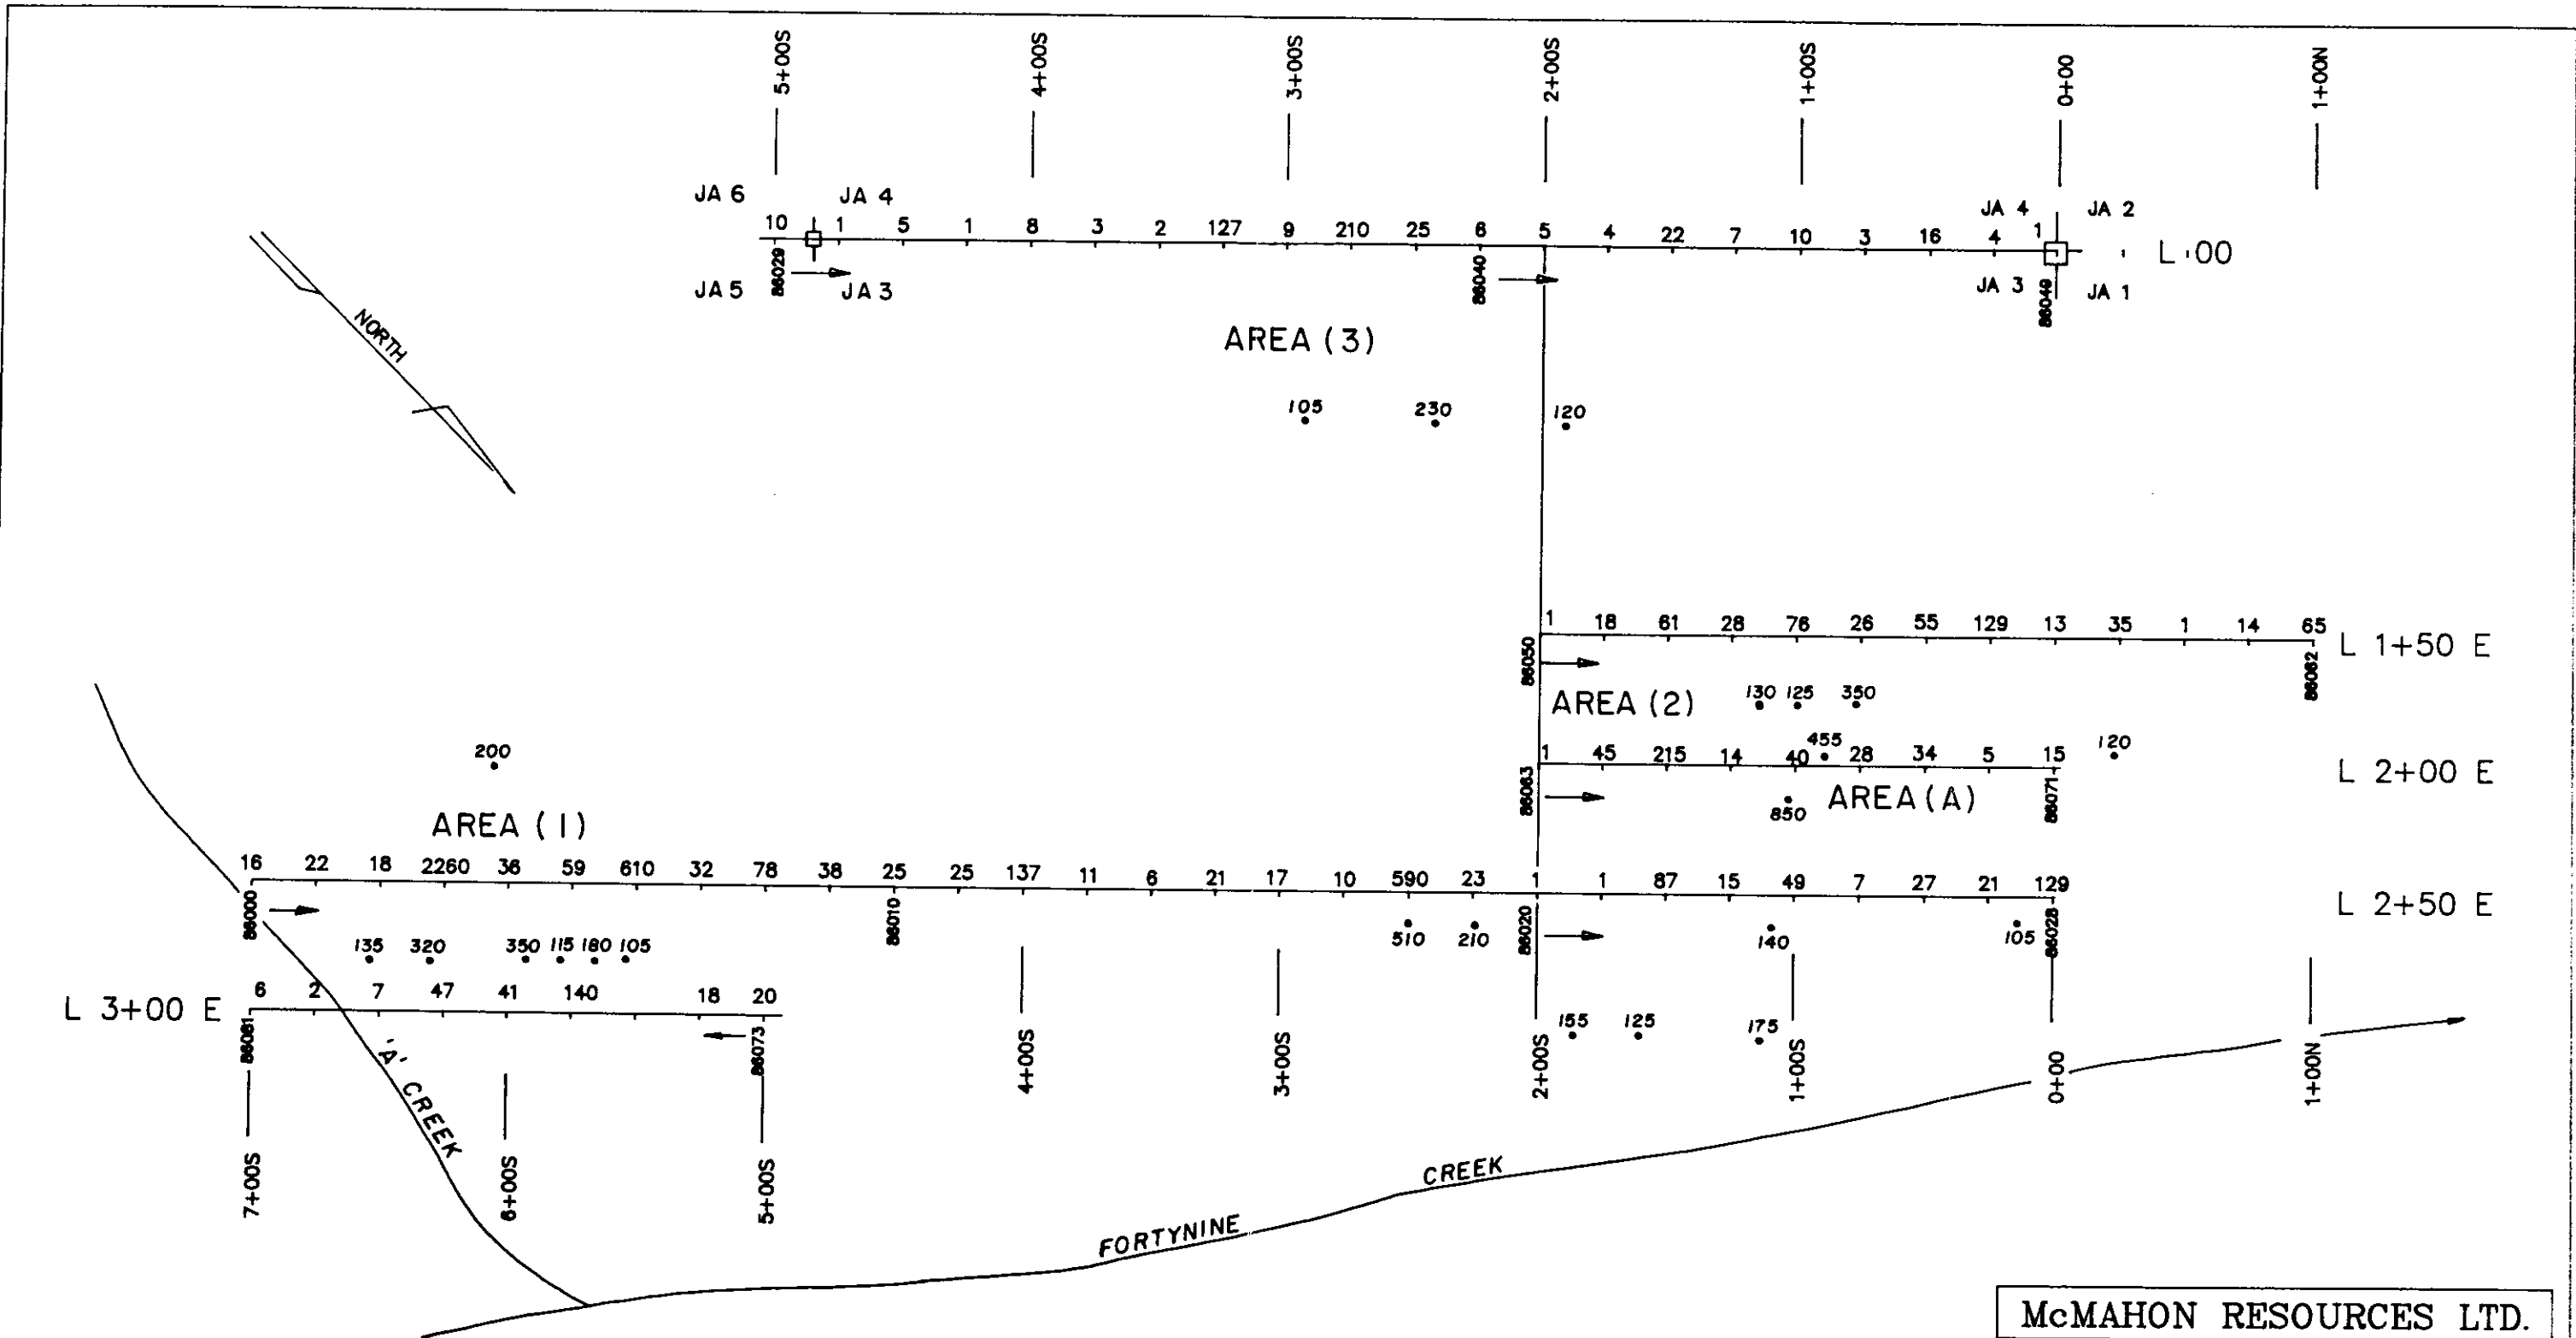 5+00S 4+00S 3+00S 2+00S 1+00S 0+00 1+00N
JA 6 JA 4 JA 4 JA 2
10 1 5 1 8 3 2 127 9 210 25 6 5 4 22 7 10 3 16 4 1
L 00
86029 86040 86049
JA 5 JA 3 JA 3 JA 1
NORTH
AREA (3)
105 230 120
1 18 61 28 76 26 55 129 13 35 1 14 65
L 1+50 E
86050 86062
AREA (2)
130 125 350
200
455 120
1 45 215 14 40 28 34 5 15
L 2+00 E
86063 86071
AREA (1)
850
AREA (A)
16 22 18 2260 36 59 610 32 78 38 25 25 137 11 6 21 17 10 590 23 1 1 87 15 49 7 27 21 129
L 2+50 E
86000 86010 86020 86028
135 320 350 115 180 105
510 210 140 105
L 3+00 E
6 2 7 47 41 140 18 20
86081 86073
155 125 175
'A' CREEK
4+00S 3+00S 2+00S 1+00S 0+00 1+00N
7+00S 6+00S 5+00S
FORTYNINE CREEK
McMAHON RESOURCES LTD.